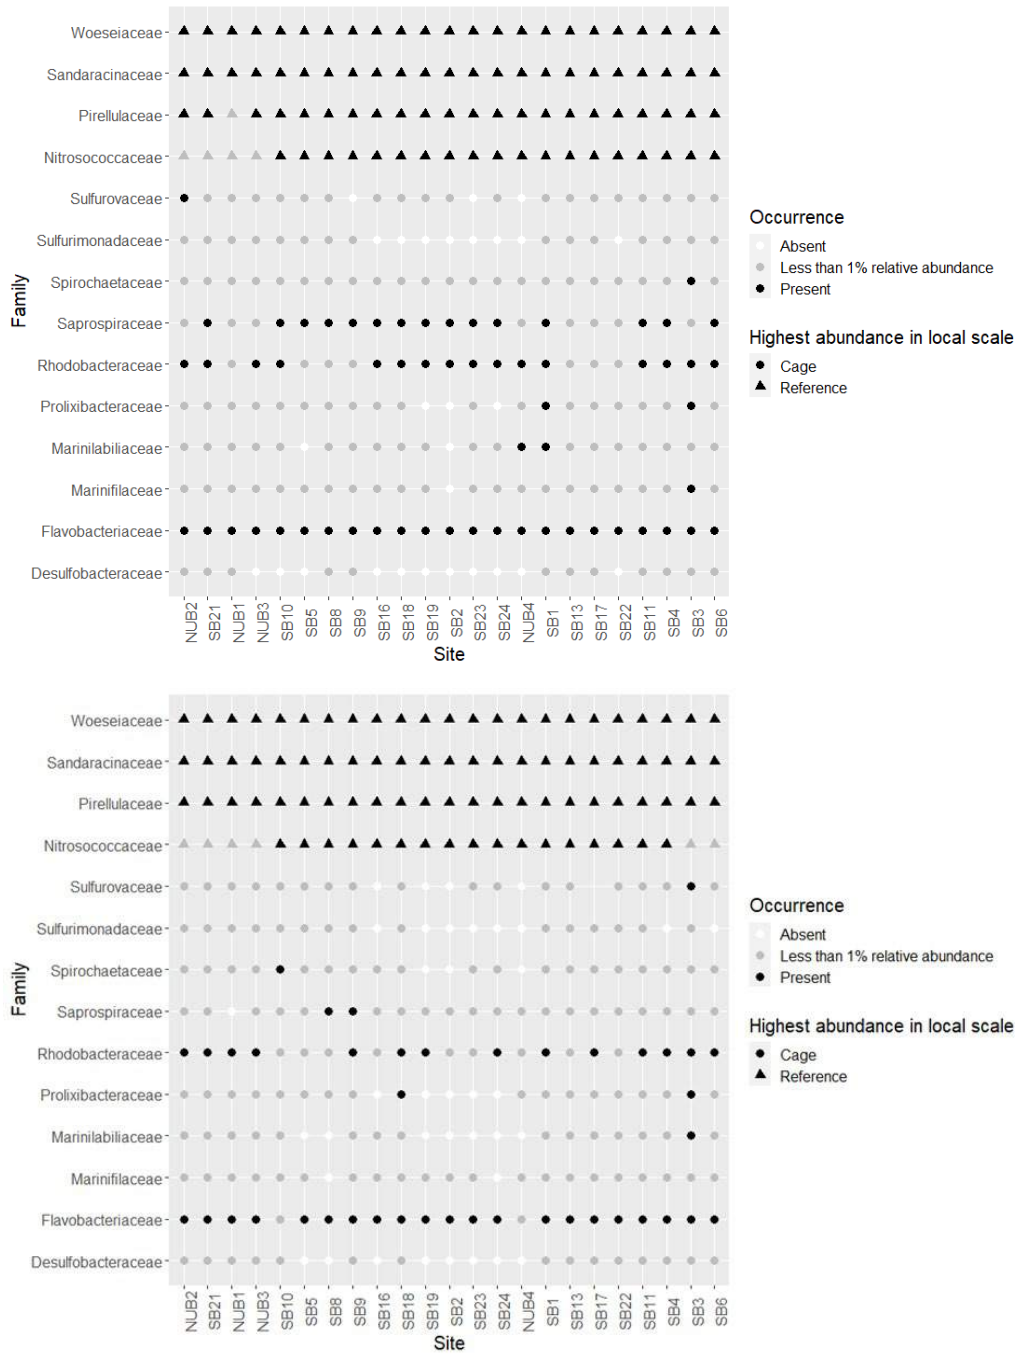 Woeseiaceae
Sandaracinaceae
Pirellulaceae
Nitrosococcaceae
Sulfurovaceae
Sulfurimonadaceae
Spirochaetaceae
Saprospiraceae
Rhodobacteraceae
Prolixibacteraceae
Marinilabiliaceae
Marinifilaceae
Flavobacteriaceae
Desulfobacteraceae
Family
NUB2 SB21 NUB1 NUB3 SB10 SB5 SB8 SB9 SB16 SB18 SB19 SB2 SB23 SB24 NUB4 SB1 SB13 SB17 SB22 SB11 SB4 SB3 SB6
Site
Occurrence
Absent
Less than 1% relative abundance
Present
Highest abundance in local scale
Cage
Reference
Woeseiaceae
Sandaracinaceae
Pirellulaceae
Nitrosococcaceae
Sulfurovaceae
Sulfurimonadaceae
Spirochaetaceae
Saprospiraceae
Rhodobacteraceae
Prolixibacteraceae
Marinilabiliaceae
Marinifilaceae
Flavobacteriaceae
Desulfobacteraceae
Family
NUB2 SB21 NUB1 NUB3 SB10 SB5 SB8 SB9 SB16 SB18 SB19 SB2 SB23 SB24 NUB4 SB1 SB13 SB17 SB22 SB11 SB4 SB3 SB6
Site
Occurrence
Absent
Less than 1% relative abundance
Present
Highest abundance in local scale
Cage
Reference